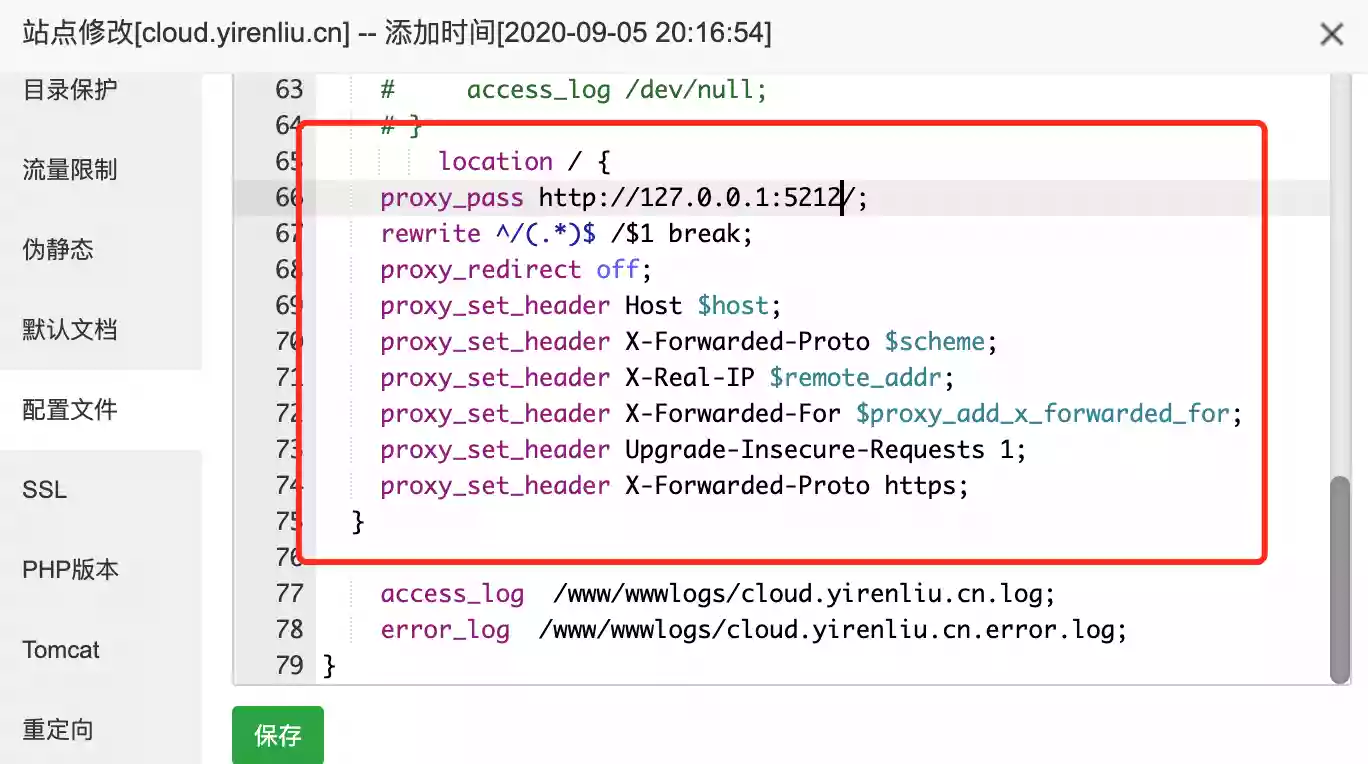 站点修改[cloud.yirenliu.cn] -- 添加时间[2020-09-05 20:16:54]
目录保护
流量限制
伪静态
默认文档
配置文件
SSL
PHP版本
Tomcat
重定向
63 #     access_log /dev/null;
64 # }
65 location / {
66 proxy_pass http://127.0.0.1:5212/;
67 rewrite ^/(.*)$ /$1 break;
68 proxy_redirect off;
69 proxy_set_header Host $host;
70 proxy_set_header X-Forwarded-Proto $scheme;
71 proxy_set_header X-Real-IP $remote_addr;
72 proxy_set_header X-Forwarded-For $proxy_add_x_forwarded_for;
73 proxy_set_header Upgrade-Insecure-Requests 1;
74 proxy_set_header X-Forwarded-Proto https;
75 }
76
77 access_log  /www/wwwlogs/cloud.yirenliu.cn.log;
78 error_log  /www/wwwlogs/cloud.yirenliu.cn.error.log;
79 }
保存